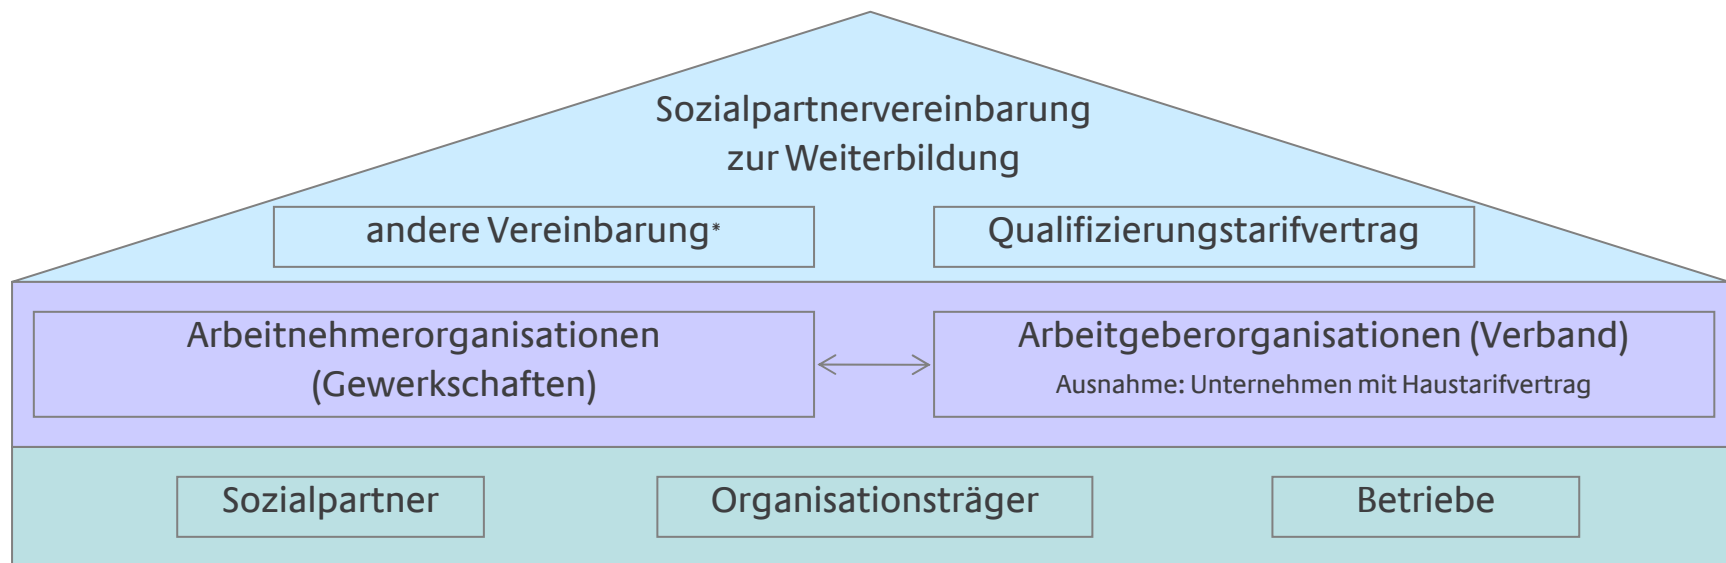 Sozialpartnervereinbarung
zur Weiterbildung
andere Vereinbarung*
Qualifizierungstarifvertrag
Arbeitnehmerorganisationen
(Gewerkschaften)
Arbeitgeberorganisationen (Verband)
Ausnahme: Unternehmen mit Haustarifvertrag
Sozialpartner
Organisationsträger
Betriebe